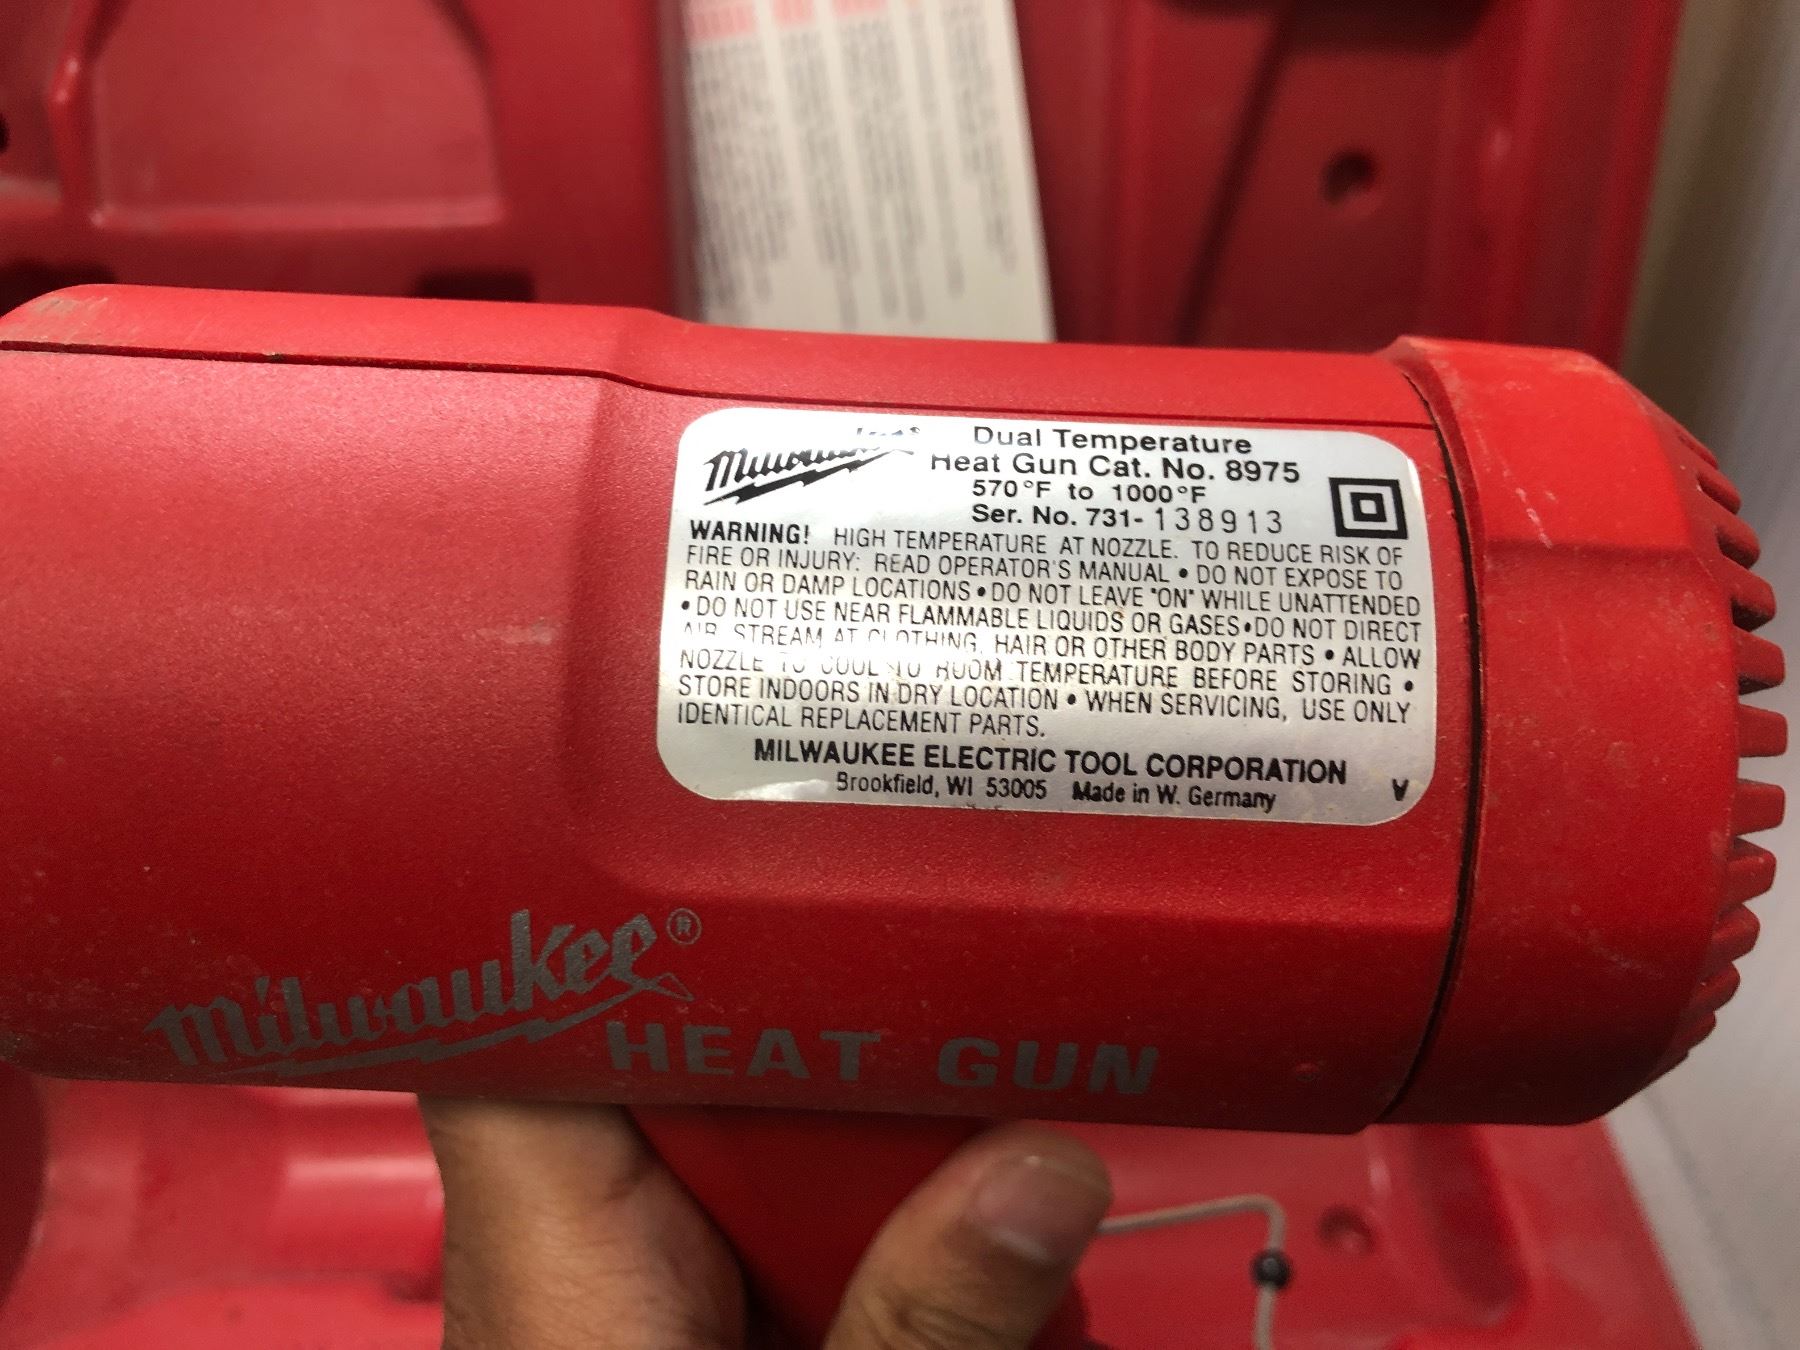 Milwaukee
Dual Temperature
Heat Gun Cat. No. 8975
570°F to 1000°F
Ser. No. 731-138913
WARNING! HIGH TEMPERATURE AT NOZZLE. TO REDUCE RISK OF
FIRE OR INJURY: READ OPERATOR'S MANUAL • DO NOT EXPOSE TO
RAIN OR DAMP LOCATIONS • DO NOT LEAVE "ON" WHILE UNATTENDED
• DO NOT USE NEAR FLAMMABLE LIQUIDS OR GASES • DO NOT DIRECT
AIR STREAM AT CLOTHING, HAIR OR OTHER BODY PARTS • ALLOW
NOZZLE TO COOL TO ROOM TEMPERATURE BEFORE STORING •
STORE INDOORS IN DRY LOCATION • WHEN SERVICING, USE ONLY
IDENTICAL REPLACEMENT PARTS.
MILWAUKEE ELECTRIC TOOL CORPORATION
Brookfield, WI 53005 Made in W. Germany
Milwaukee®
HEAT GUN